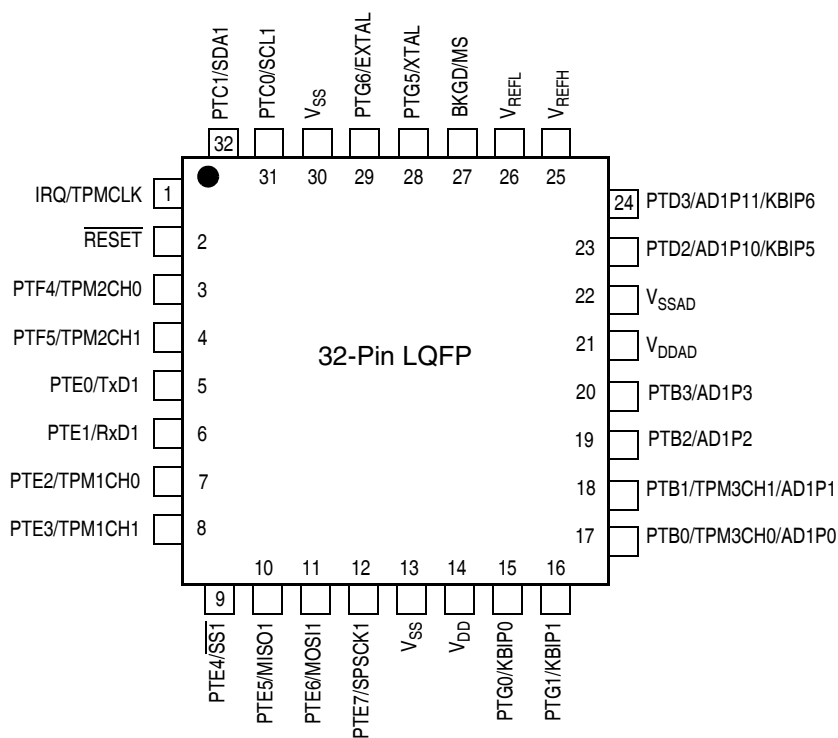 PTC1/SDA1
PTC0/SCL1
VSS
PTG6/EXTAL
PTG5/XTAL
BKGD/MS
VREFL
VREFH
32
31
30
29
28
27
26
25
IRQ/TPMCLK 1
RESET 2
PTF4/TPM2CH0 3
PTF5/TPM2CH1 4
PTE0/TxD1 5
PTE1/RxD1 6
PTE2/TPM1CH0 7
PTE3/TPM1CH1 8
32-Pin LQFP
24 PTD3/AD1P11/KBIP6
23 PTD2/AD1P10/KBIP5
22 VSSAD
21 VDDAD
20 PTB3/AD1P3
19 PTB2/AD1P2
18 PTB1/TPM3CH1/AD1P1
17 PTB0/TPM3CH0/AD1P0
9
10
11
12
13
14
15
16
PTE4/SS1
PTE5/MISO1
PTE6/MOSI1
PTE7/SPSCK1
VSS
VDD
PTG0/KBIP0
PTG1/KBIP1